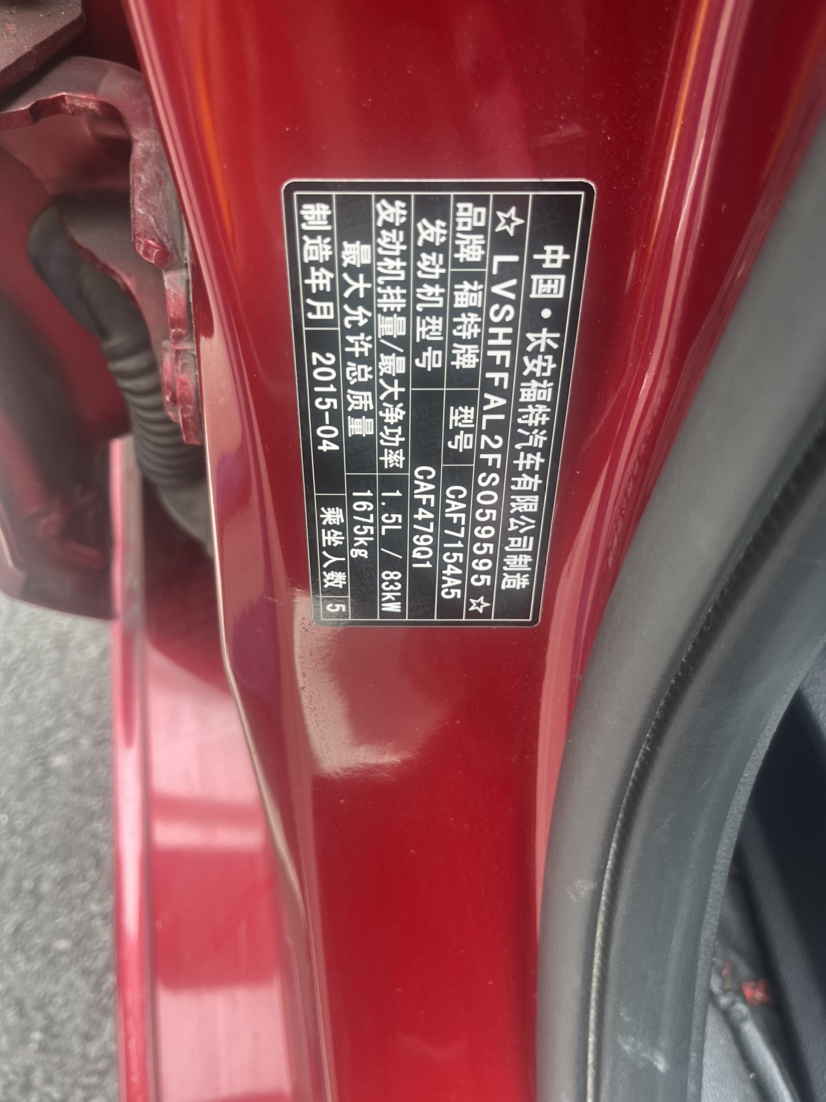 中国·长安福特汽车有限公司制造
☆LVSHFFAL2FS059595☆
品牌 福特牌 型号 CAF7154A5
发动机型号 CAF479Q1
发动机排量/最大净功率 1.5L / 83kW
最大允许总质量 1675kg
制造年月 2015-04 乘坐人数 5